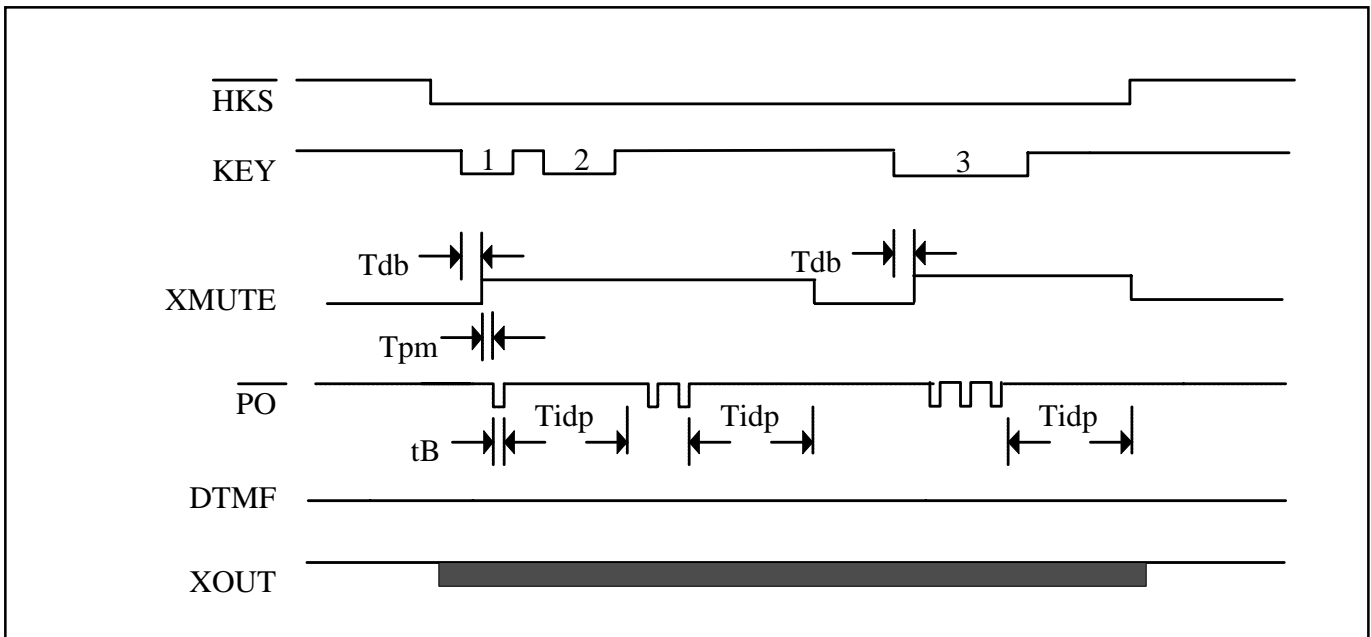 HKS
KEY 1 2 3
Tdb Tdb
XMUTE
Tpm
PO
Tidp Tidp Tidp
tB
DTMF
XOUT